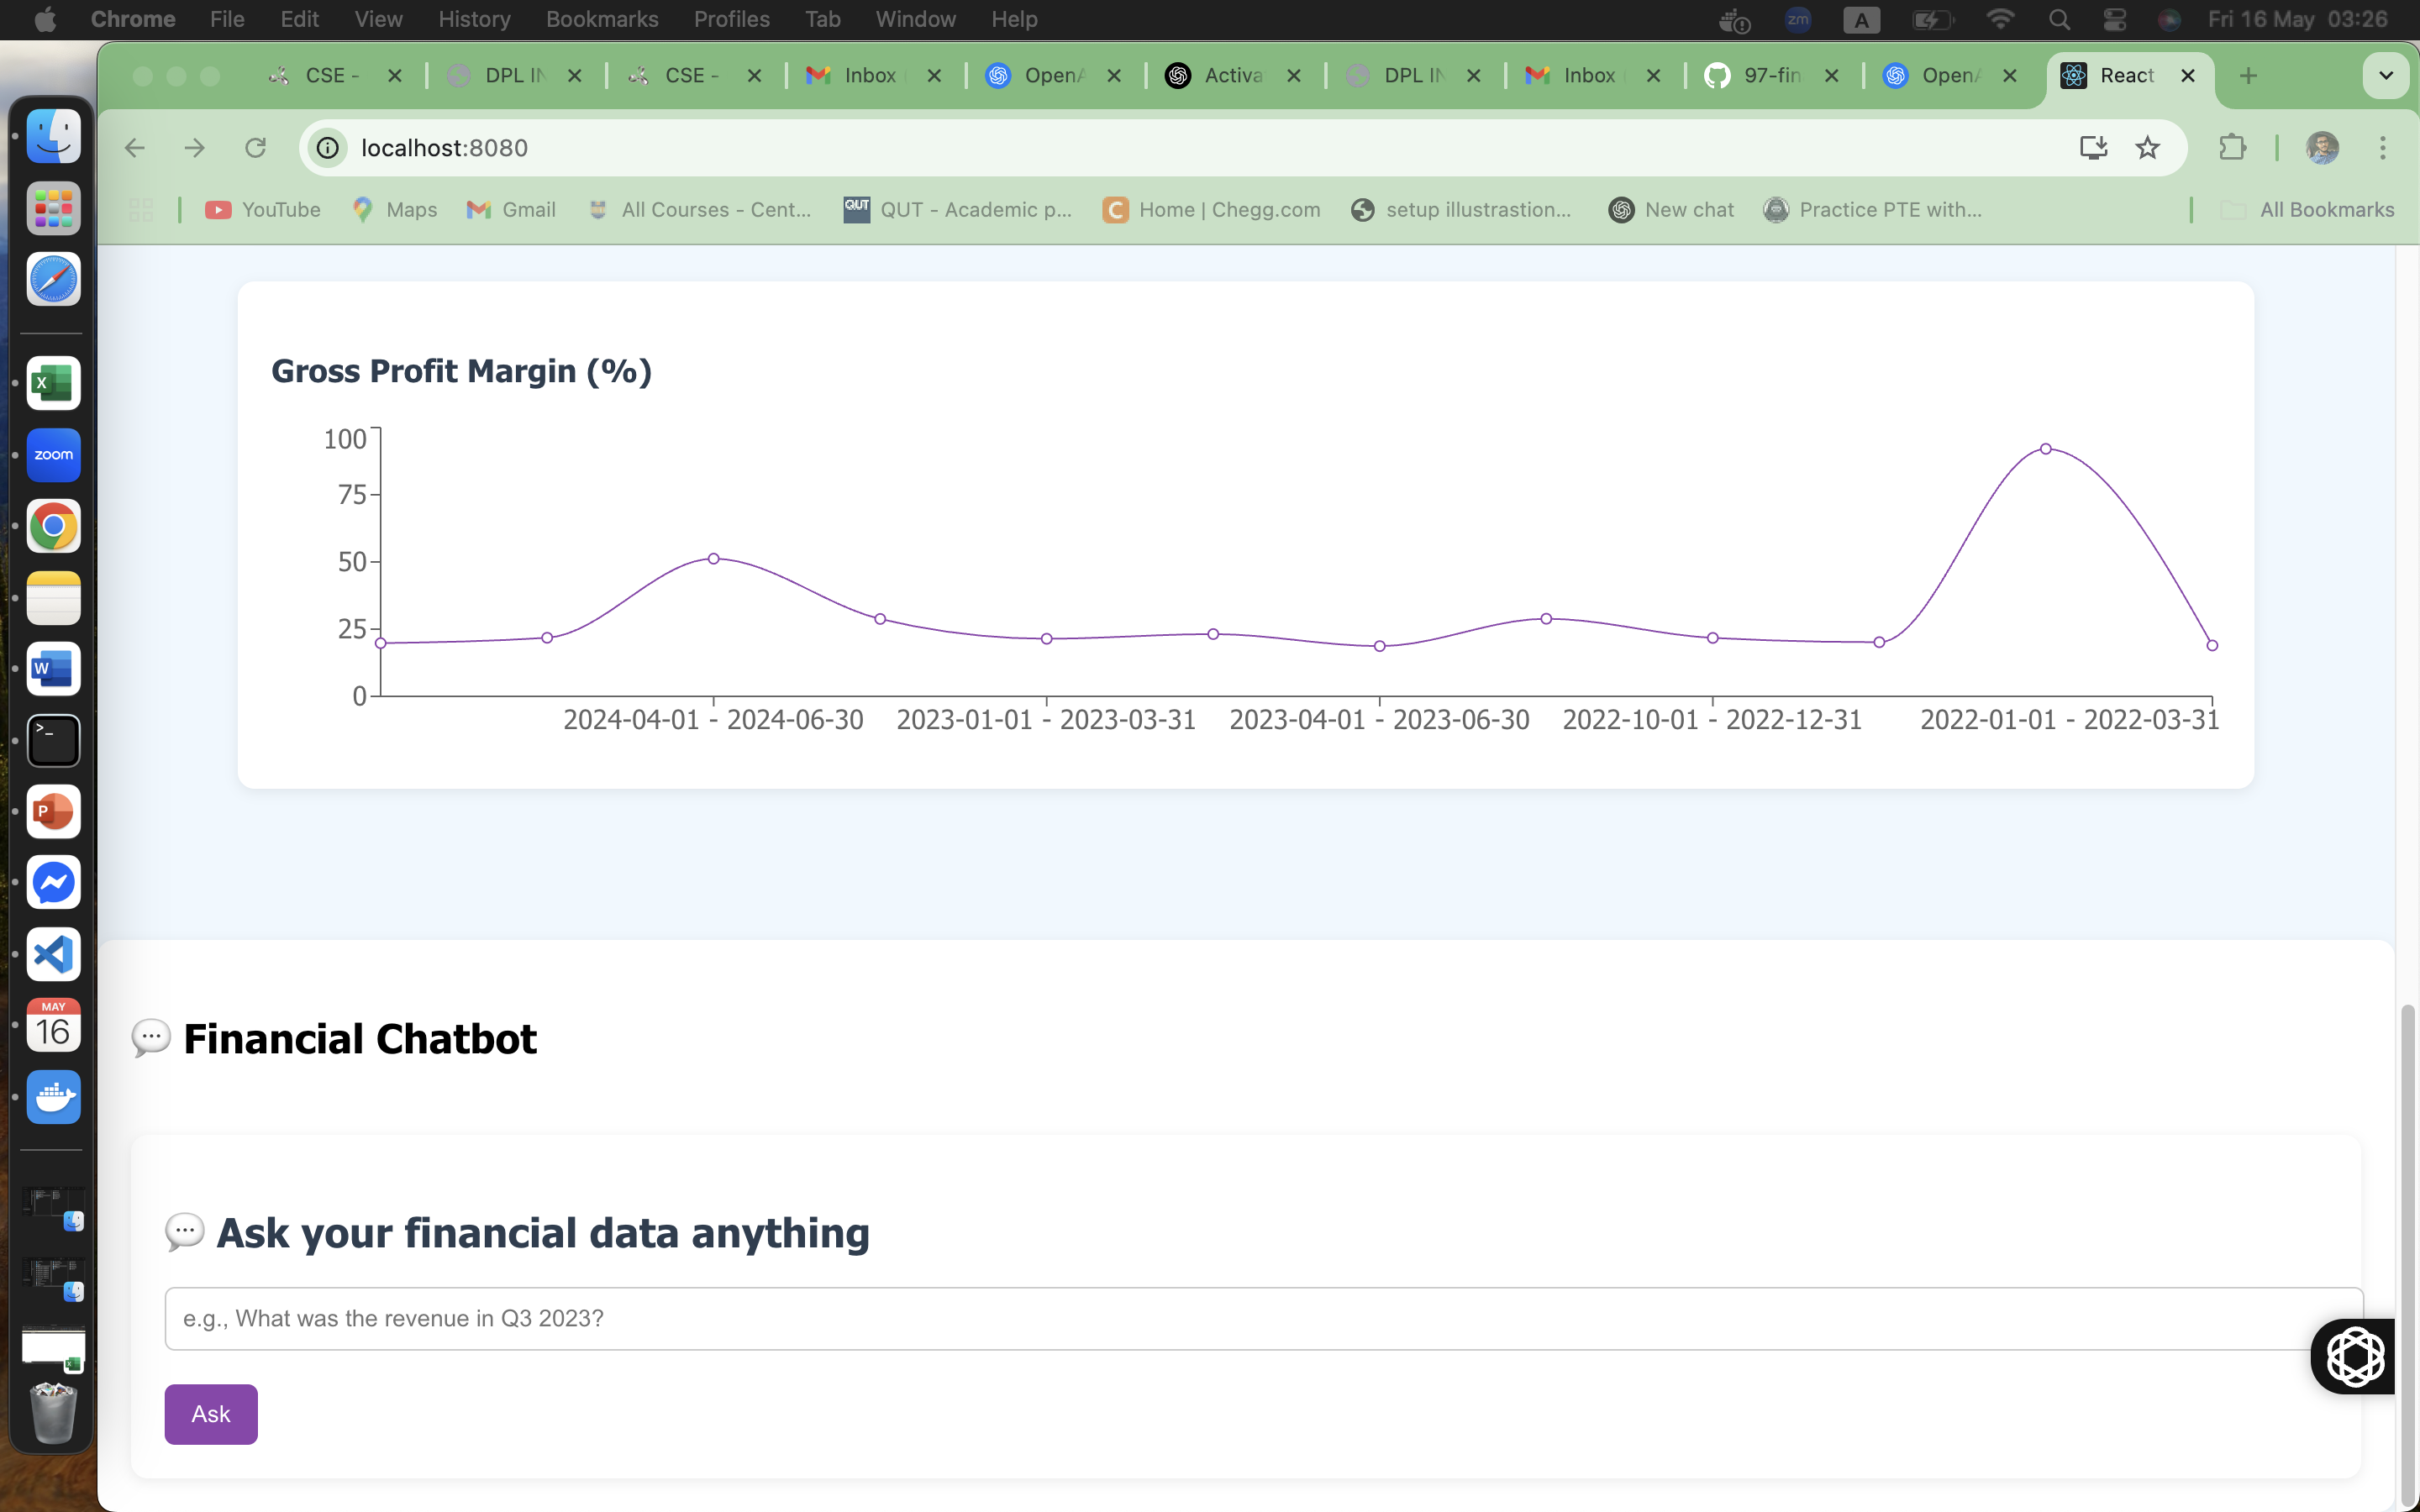 Chrome File Edit View History Bookmarks Profiles Tab Window Help zm A Fri 16 May 03:26
CSE - DPL IN CSE - Inbox OpenA Activa DPL IN Inbox 97-fin OpenA React
localhost:8080
YouTube Maps Gmail All Courses - Cent... QUT QUT - Academic p... C Home | Chegg.com setup illustrastion... New chat Practice PTE with... All Bookmarks
Gross Profit Margin (%)
100
75
50
25
0
2024-04-01 - 2024-06-30 2023-01-01 - 2023-03-31 2023-04-01 - 2023-06-30 2022-10-01 - 2022-12-31 2022-01-01 - 2022-03-31
X
zoom
W
>_
P
MAY
16
💬 Financial Chatbot
💬 Ask your financial data anything
e.g., What was the revenue in Q3 2023?
Ask